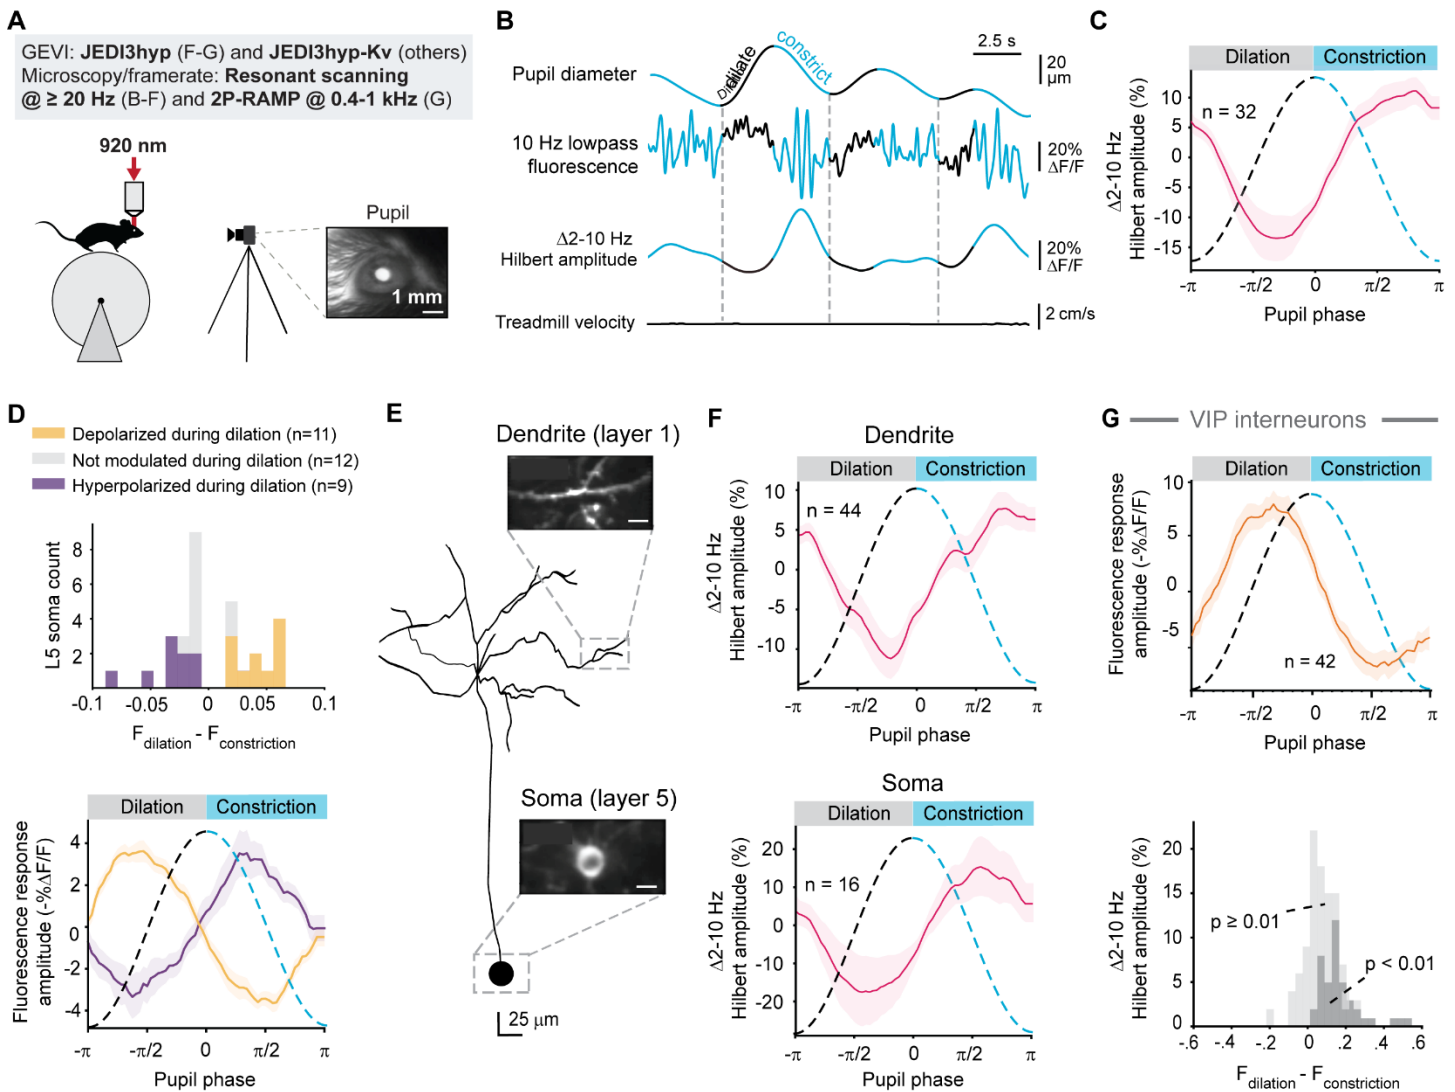 A
GEVI: JEDI3hyp (F-G) and JEDI3hyp-Kv (others)
Microscopy/framerate: Resonant scanning
@ ≥ 20 Hz (B-F) and 2P-RAMP @ 0.4-1 kHz (G)
920 nm
Pupil
1 mm
B
2.5 s
Pupil diameter
dilate
constrict
20
μm
10 Hz lowpass
fluorescence
20%
ΔF/F
Δ2-10 Hz
Hilbert amplitude
20%
ΔF/F
Treadmill velocity
2 cm/s
C
Dilation
Constriction
n = 32
Δ2-10 Hz
Hilbert amplitude (%)
10
5
0
-5
-10
-15
-π
-π/2
0
π/2
π
Pupil phase
D
Depolarized during dilation (n=11)
Not modulated during dilation (n=12)
Hyperpolarized during dilation (n=9)
L5 soma count
8
6
4
2
-0.1
-0.05
0
0.05
0.1
Fdilation - Fconstriction
Dilation
Constriction
Fluorescence response
amplitude (-%ΔF/F)
4
2
0
-2
-4
-π
-π/2
0
π/2
π
Pupil phase
E
Dendrite (layer 1)
Soma (layer 5)
25 μm
F
Dendrite
Dilation
Constriction
n = 44
Δ2-10 Hz
Hilbert amplitude (%)
10
5
0
-5
-10
-π
-π/2
0
π/2
π
Pupil phase
Soma
Dilation
Constriction
n = 16
Δ2-10 Hz
Hilbert amplitude (%)
20
10
0
-10
-20
-π
-π/2
0
π/2
π
Pupil phase
G
VIP interneurons
Dilation
Constriction
Fluorescence response
amplitude (-%ΔF/F)
10
5
0
-5
n = 42
-π
-π/2
0
π/2
π
Pupil phase
Δ2-10 Hz
Hilbert amplitude (%)
20
15
10
5
0
p ≥ 0.01
p < 0.01
-.6
-.4
-.2
0
.2
.4
.6
Fdilation - Fconstriction